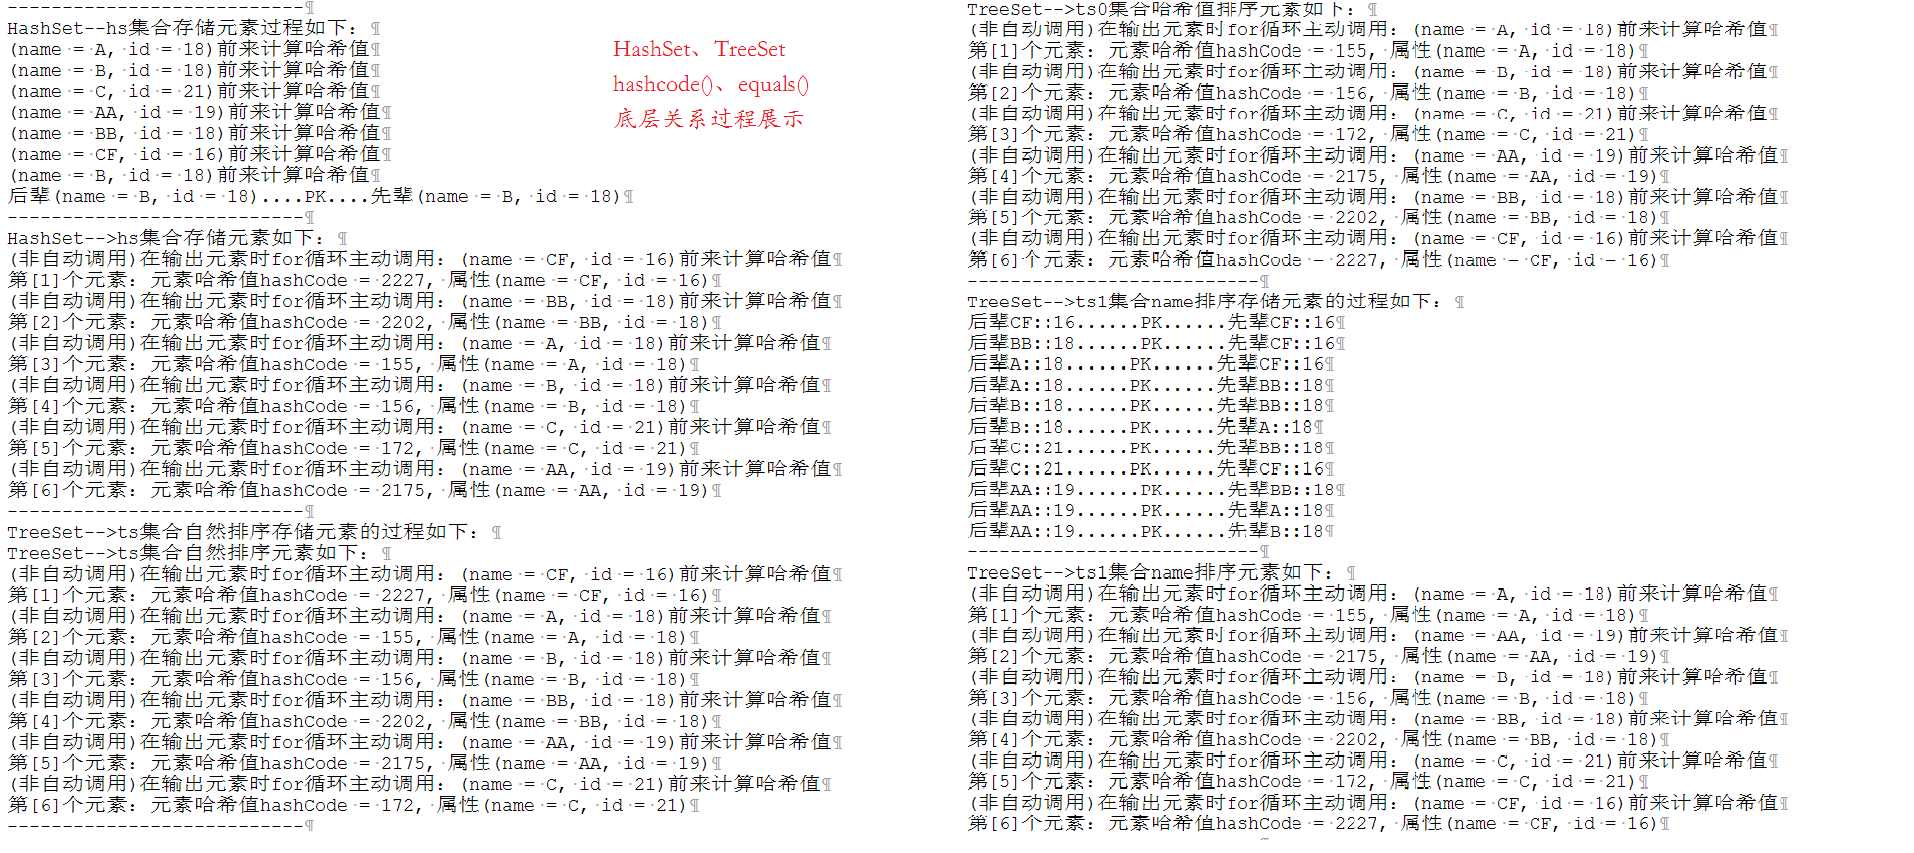 ---------------------------¶
HashSet--hs集合存储元素过程如下：¶
(name = A, id = 18)前来计算哈希值¶
(name = B, id = 18)前来计算哈希值¶
(name = C, id = 21)前来计算哈希值¶
(name = AA, id = 19)前来计算哈希值¶
(name = BB, id = 18)前来计算哈希值¶
(name = CF, id = 16)前来计算哈希值¶
(name = B, id = 18)前来计算哈希值¶
后辈(name = B, id = 18)....PK....先辈(name = B, id = 18)¶
---------------------------¶
HashSet-->hs集合存储元素如下：¶
(非自动调用)在输出元素时for循环主动调用：(name = CF, id = 16)前来计算哈希值¶
第[1]个元素：元素哈希值hashCode = 2227, 属性(name = CF, id = 16)¶
(非自动调用)在输出元素时for循环主动调用：(name = BB, id = 18)前来计算哈希值¶
第[2]个元素：元素哈希值hashCode = 2202, 属性(name = BB, id = 18)¶
(非自动调用)在输出元素时for循环主动调用：(name = A, id = 18)前来计算哈希值¶
第[3]个元素：元素哈希值hashCode = 155, 属性(name = A, id = 18)¶
(非自动调用)在输出元素时for循环主动调用：(name = B, id = 18)前来计算哈希值¶
第[4]个元素：元素哈希值hashCode = 156, 属性(name = B, id = 18)¶
(非自动调用)在输出元素时for循环主动调用：(name = C, id = 21)前来计算哈希值¶
第[5]个元素：元素哈希值hashCode = 172, 属性(name = C, id = 21)¶
(非自动调用)在输出元素时for循环主动调用：(name = AA, id = 19)前来计算哈希值¶
第[6]个元素：元素哈希值hashCode = 2175, 属性(name = AA, id = 19)¶
---------------------------¶
TreeSet-->ts集合自然排序存储元素的过程如下：¶
TreeSet-->ts集合自然排序元素如下：¶
(非自动调用)在输出元素时for循环主动调用：(name = CF, id = 16)前来计算哈希值¶
第[1]个元素：元素哈希值hashCode = 2227, 属性(name = CF, id = 16)¶
(非自动调用)在输出元素时for循环主动调用：(name = A, id = 18)前来计算哈希值¶
第[2]个元素：元素哈希值hashCode = 155, 属性(name = A, id = 18)¶
(非自动调用)在输出元素时for循环主动调用：(name = B, id = 18)前来计算哈希值¶
第[3]个元素：元素哈希值hashCode = 156, 属性(name = B, id = 18)¶
(非自动调用)在输出元素时for循环主动调用：(name = BB, id = 18)前来计算哈希值¶
第[4]个元素：元素哈希值hashCode = 2202, 属性(name = BB, id = 18)¶
(非自动调用)在输出元素时for循环主动调用：(name = AA, id = 19)前来计算哈希值¶
第[5]个元素：元素哈希值hashCode = 2175, 属性(name = AA, id = 19)¶
(非自动调用)在输出元素时for循环主动调用：(name = C, id = 21)前来计算哈希值¶
第[6]个元素：元素哈希值hashCode = 172, 属性(name = C, id = 21)¶
---------------------------¶
HashSet、TreeSet
hashcode()、equals()
底层关系过程展示
TreeSet-->ts0集合哈希值排序元素如下：¶
(非自动调用)在输出元素时for循环主动调用：(name = A, id = 18)前来计算哈希值¶
第[1]个元素：元素哈希值hashCode = 155, 属性(name = A, id = 18)¶
(非自动调用)在输出元素时for循环主动调用：(name = B, id = 18)前来计算哈希值¶
第[2]个元素：元素哈希值hashCode = 156, 属性(name = B, id = 18)¶
(非自动调用)在输出元素时for循环主动调用：(name = C, id = 21)前来计算哈希值¶
第[3]个元素：元素哈希值hashCode = 172, 属性(name = C, id = 21)¶
(非自动调用)在输出元素时for循环主动调用：(name = AA, id = 19)前来计算哈希值¶
第[4]个元素：元素哈希值hashCode = 2175, 属性(name = AA, id = 19)¶
(非自动调用)在输出元素时for循环主动调用：(name = BB, id = 18)前来计算哈希值¶
第[5]个元素：元素哈希值hashCode = 2202, 属性(name = BB, id = 18)¶
(非自动调用)在输出元素时for循环主动调用：(name = CF, id = 16)前来计算哈希值¶
第[6]个元素：元素哈希值hashCode = 2227, 属性(name = CF, id = 16)¶
---------------------------¶
TreeSet-->ts1集合name排序存储元素的过程如下：¶
后辈CF::16......PK......先辈CF::16¶
后辈BB::18......PK......先辈CF::16¶
后辈A::18......PK......先辈CF::16¶
后辈A::18......PK......先辈BB::18¶
后辈B::18......PK......先辈BB::18¶
后辈B::18......PK......先辈A::18¶
后辈C::21......PK......先辈BB::18¶
后辈C::21......PK......先辈CF::16¶
后辈AA::19......PK......先辈BB::18¶
后辈AA::19......PK......先辈A::18¶
后辈AA::19......PK......先辈B::18¶
---------------------------¶
TreeSet-->ts1集合name排序元素如下：¶
(非自动调用)在输出元素时for循环主动调用：(name = A, id = 18)前来计算哈希值¶
第[1]个元素：元素哈希值hashCode = 155, 属性(name = A, id = 18)¶
(非自动调用)在输出元素时for循环主动调用：(name = AA, id = 19)前来计算哈希值¶
第[2]个元素：元素哈希值hashCode = 2175, 属性(name = AA, id = 19)¶
(非自动调用)在输出元素时for循环主动调用：(name = B, id = 18)前来计算哈希值¶
第[3]个元素：元素哈希值hashCode = 156, 属性(name = B, id = 18)¶
(非自动调用)在输出元素时for循环主动调用：(name = BB, id = 18)前来计算哈希值¶
第[4]个元素：元素哈希值hashCode = 2202, 属性(name = BB, id = 18)¶
(非自动调用)在输出元素时for循环主动调用：(name = C, id = 21)前来计算哈希值¶
第[5]个元素：元素哈希值hashCode = 172, 属性(name = C, id = 21)¶
(非自动调用)在输出元素时for循环主动调用：(name = CF, id = 16)前来计算哈希值¶
第[6]个元素：元素哈希值hashCode = 2227, 属性(name = CF, id = 16)¶